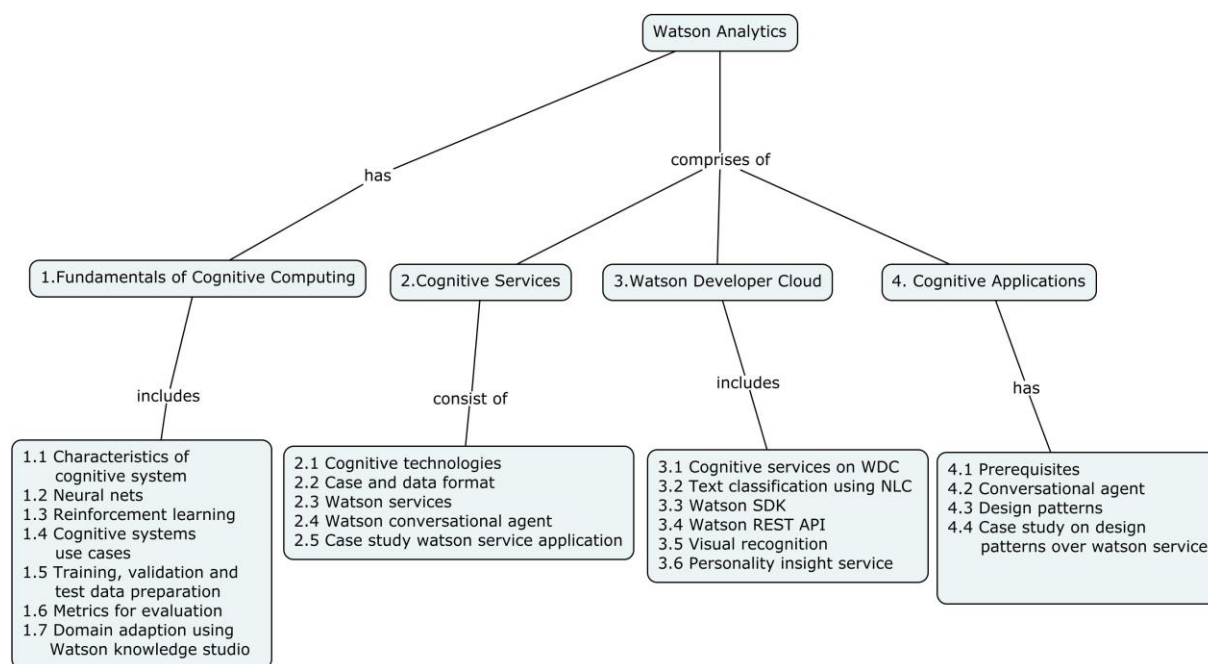 Watson Analytics
has
comprises of
1.Fundamentals of Cognitive Computing
2.Cognitive Services
3.Watson Developer Cloud
4. Cognitive Applications
includes
consist of
includes
has
1.1 Characteristics of
cognitive system
1.2 Neural nets
1.3 Reinforcement learning
1.4 Cognitive systems
use cases
1.5 Training, validation and
test data preparation
1.6 Metrics for evaluation
1.7 Domain adaption using
Watson knowledge studio
2.1 Cognitive technologies
2.2 Case and data format
2.3 Watson services
2.4 Watson conversational agent
2.5 Case study watson service application
3.1 Cognitive services on WDC
3.2 Text classification using NLC
3.3 Watson SDK
3.4 Watson REST API
3.5 Visual recognition
3.6 Personality insight service
4.1 Prerequisites
4.2 Conversational agent
4.3 Design patterns
4.4 Case study on design
patterns over watson service